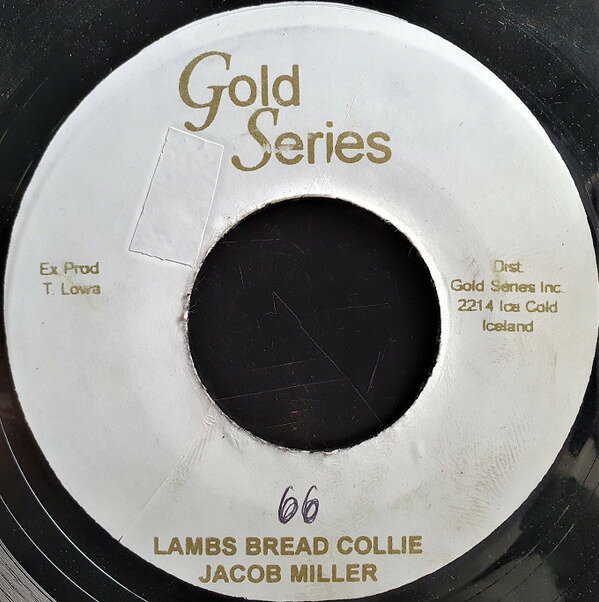 Gold
Series
Ex Prod
T. Lowa
Dist.
Gold Series Inc.
2214 Ice Cold
Iceland
66
LAMBS BREAD COLLIE
JACOB MILLER